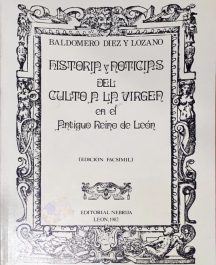 BALDOMERO DIEZ Y LOZANO
HISTORIA y NOTICIAS
DEL
CULTO A LA VIRGEN
en el
Antiguo Reino de León
(EDICION FACSIMIL)
EDITORIAL NEBRIJA
LEON, 1982